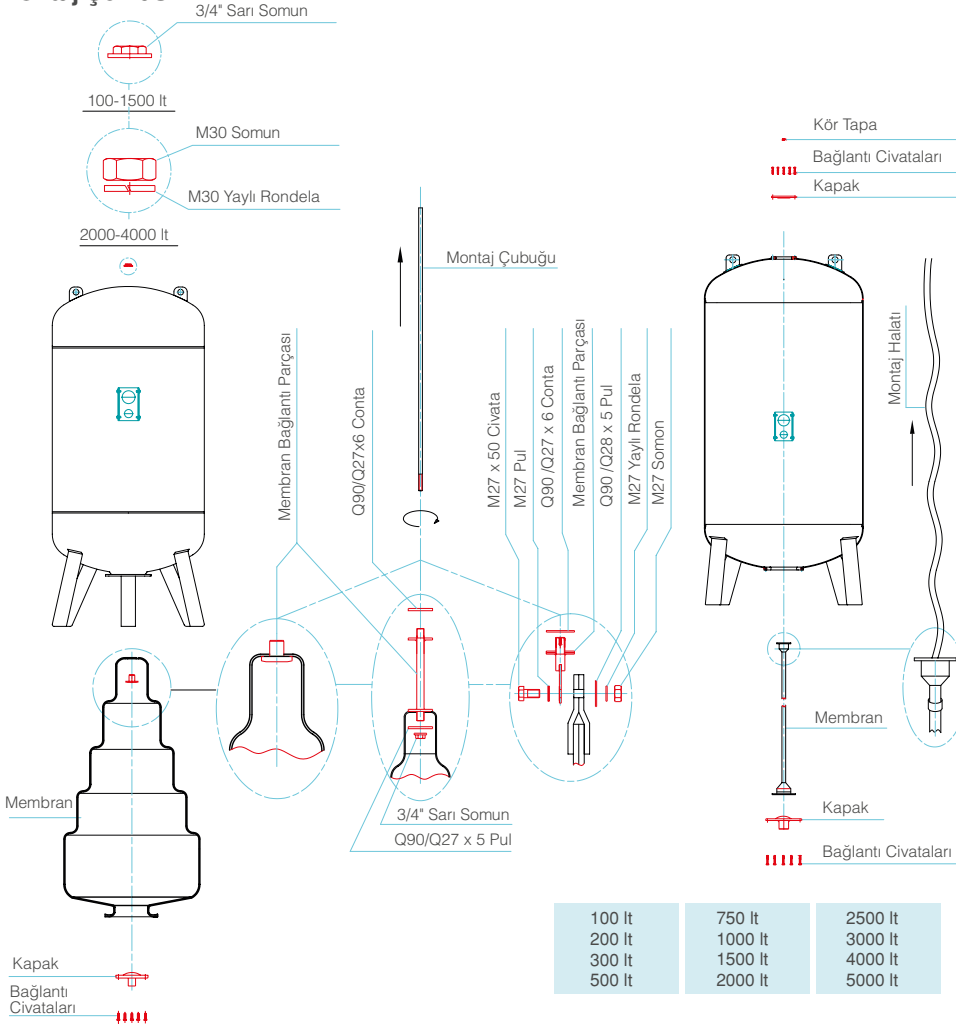 3/4" Sarı Somun
100-1500 lt
M30 Somun
M30 Yaylı Rondela
2000-4000 lt
Montaj Çubuğu
Membran Bağlantı Parçası
Q90/Q27x6 Conta
M27 x 50 Civata
M27 Pul
Q90 /Q27 x 6 Conta
Membran Bağlantı Parçası
Q90 /Q28 x 5 Pul
M27 Yaylı Rondela
M27 Somon
3/4" Sarı Somun
Q90/Q27 x 5 Pul
Membran
Kapak
Bağlantı
Civataları
Kör Tapa
Bağlantı Civataları
Kapak
Montaj Halatı
Membran
Kapak
Bağlantı Civataları
100 lt
200 lt
300 lt
500 lt
750 lt
1000 lt
1500 lt
2000 lt
2500 lt
3000 lt
4000 lt
5000 lt